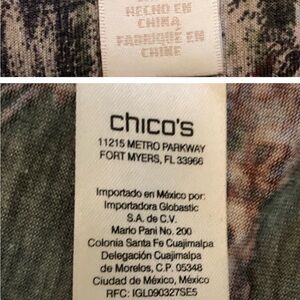 HECHO EN
CHINA
FABRIQUÉ EN
CHINE
chico's
11215 METRO PARKWAY
FORT MYERS, FL 33966
Importado en México por:
Importadora Globastic
S.A. de C.V.
Mario Pani No. 200
Colonia Santa Fe Cuajimalpa
Delegación Cuajimalpa
de Morelos, C.P. 05348
Ciudad de México, México
RFC: IGL090327SE5